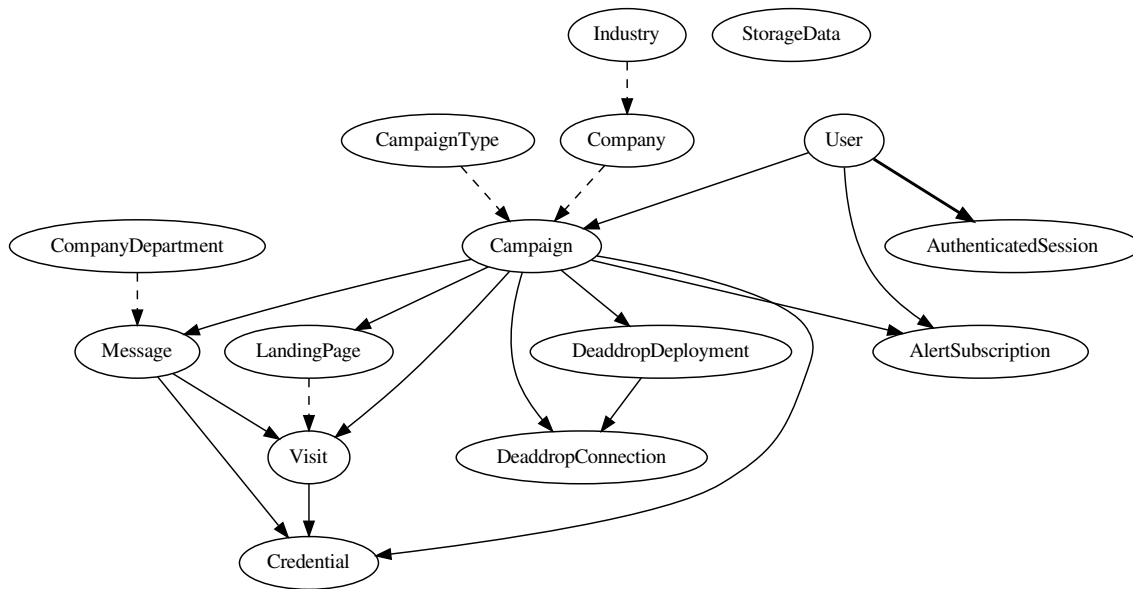 Industry
StorageData
CampaignType
Company
User
CompanyDepartment
Campaign
AuthenticatedSession
Message
LandingPage
DeaddropDeployment
AlertSubscription
Visit
DeaddropConnection
Credential